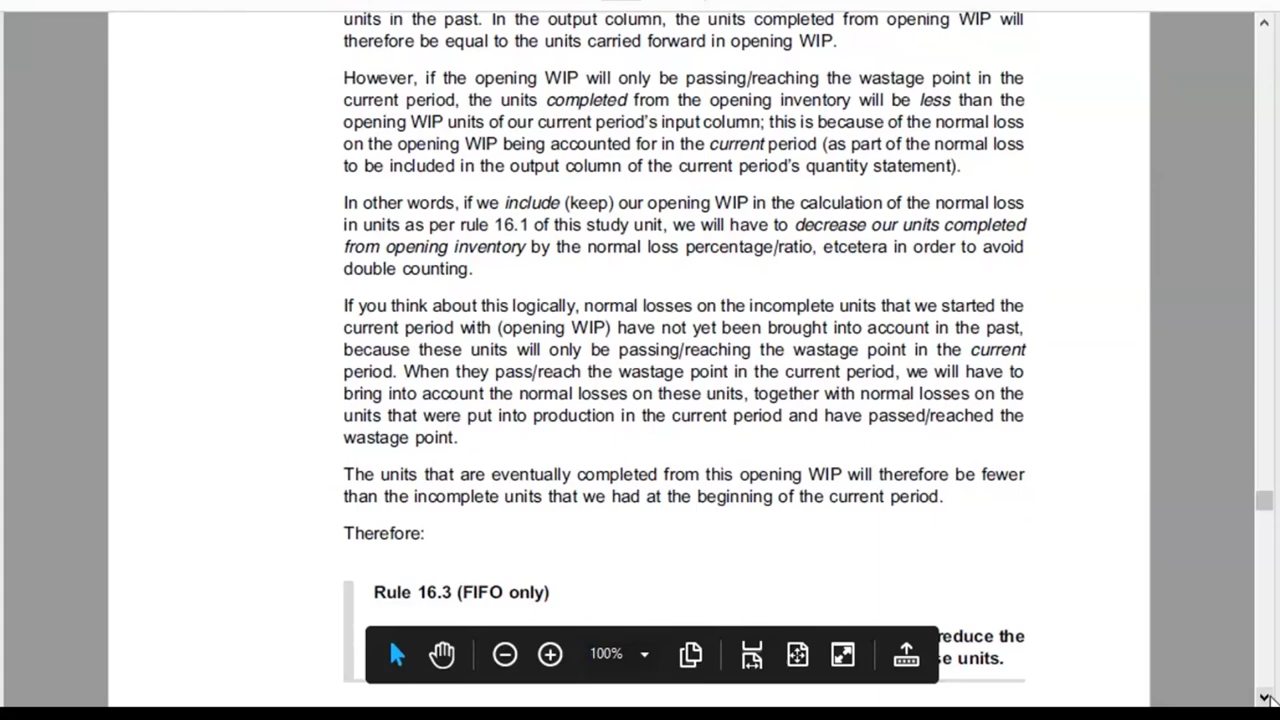 units in the past. In the output column, the units completed from opening WIP will
therefore be equal to the units carried forward in opening WIP.
However, if the opening WIP will only be passing/reaching the wastage point in the
current period, the units completed from the opening inventory will be less than the
opening WIP units of our current period's input column; this is because of the normal loss
on the opening WIP being accounted for in the current period (as part of the normal loss
to be included in the output column of the current period's quantity statement).
In other words, if we include (keep) our opening WIP in the calculation of the normal loss
in units as per rule 16.1 of this study unit, we will have to decrease our units completed
from opening inventory by the normal loss percentage/ratio, etcetera in order to avoid
double counting.
If you think about this logically, normal losses on the incomplete units that we started the
current period with (opening WIP) have not yet been brought into account in the past,
because these units will only be passing/reaching the wastage point in the current
period. When they pass/reach the wastage point in the current period, we will have to
bring into account the normal losses on these units, together with normal losses on the
units that were put into production in the current period and have passed/reached the
wastage point.
The units that are eventually completed from this opening WIP will therefore be fewer
than the incomplete units that we had at the beginning of the current period.
Therefore:
Rule 16.3 (FIFO only)
reduce the
units.
100%